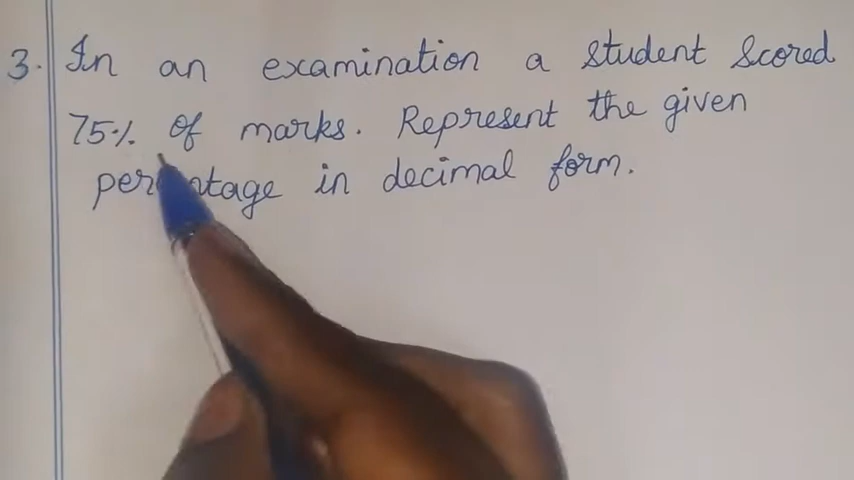 3. In an examination a student scored
75% of marks. Represent the given
in decimal form.